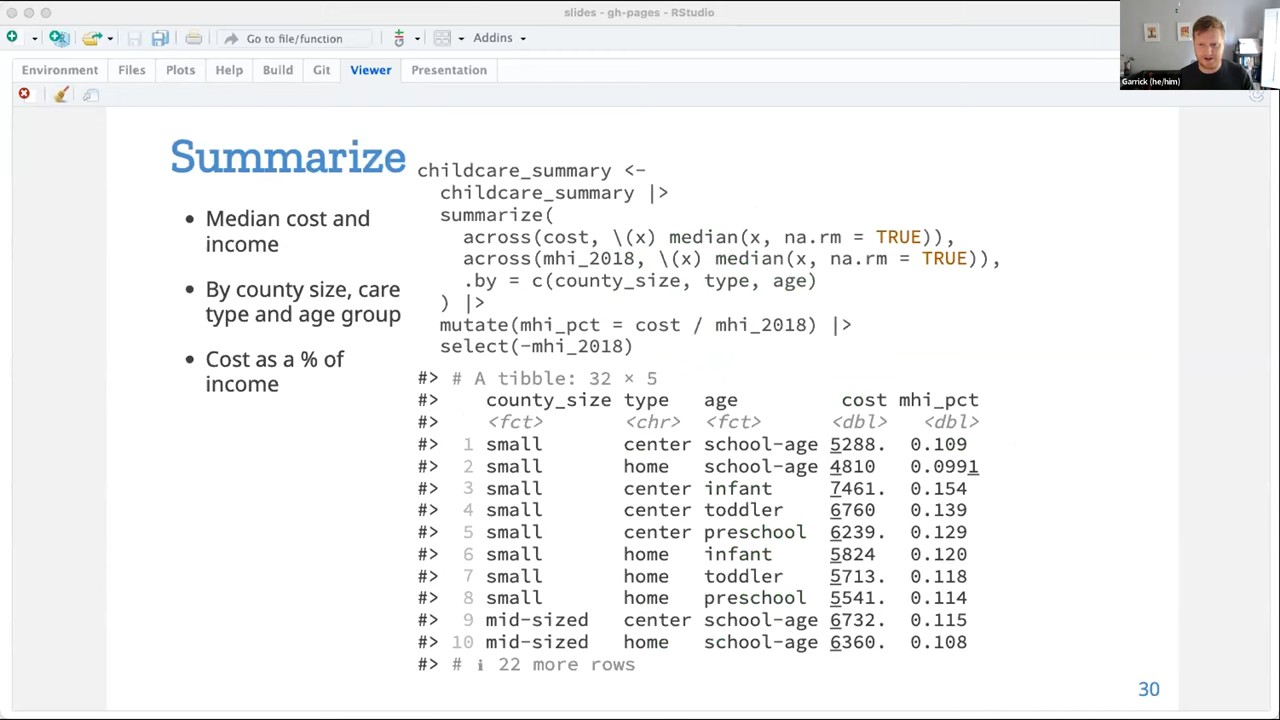 slides - gh-pages - RStudio
Go to file/function
Addins
Garrick (he/him)
Environment Files Plots Help Build Git Viewer Presentation
Summarize
• Median cost and
income
• By county size, care
type and age group
• Cost as a % of
income
childcare_summary <-
  childcare_summary |>
  summarize(
    across(cost, \(x) median(x, na.rm = TRUE)),
    across(mhi_2018, \(x) median(x, na.rm = TRUE)),
    .by = c(county_size, type, age)
  ) |>
  mutate(mhi_pct = cost / mhi_2018) |>
  select(-mhi_2018)
#> # A tibble: 32 × 5
#>    county_size type   age         cost mhi_pct
#>    <fct>       <chr>  <fct>      <dbl>   <dbl>
#>  1 small       center school-age 5288.  0.109
#>  2 small       home   school-age 4810   0.0991
#>  3 small       center infant     7461.  0.154
#>  4 small       center toddler    6760   0.139
#>  5 small       center preschool  6239.  0.129
#>  6 small       home   infant     5824   0.120
#>  7 small       home   toddler    5713.  0.118
#>  8 small       home   preschool  5541.  0.114
#>  9 mid-sized   center school-age 6732.  0.115
#> 10 mid-sized   home   school-age 6360.  0.108
#> # ℹ 22 more rows
30